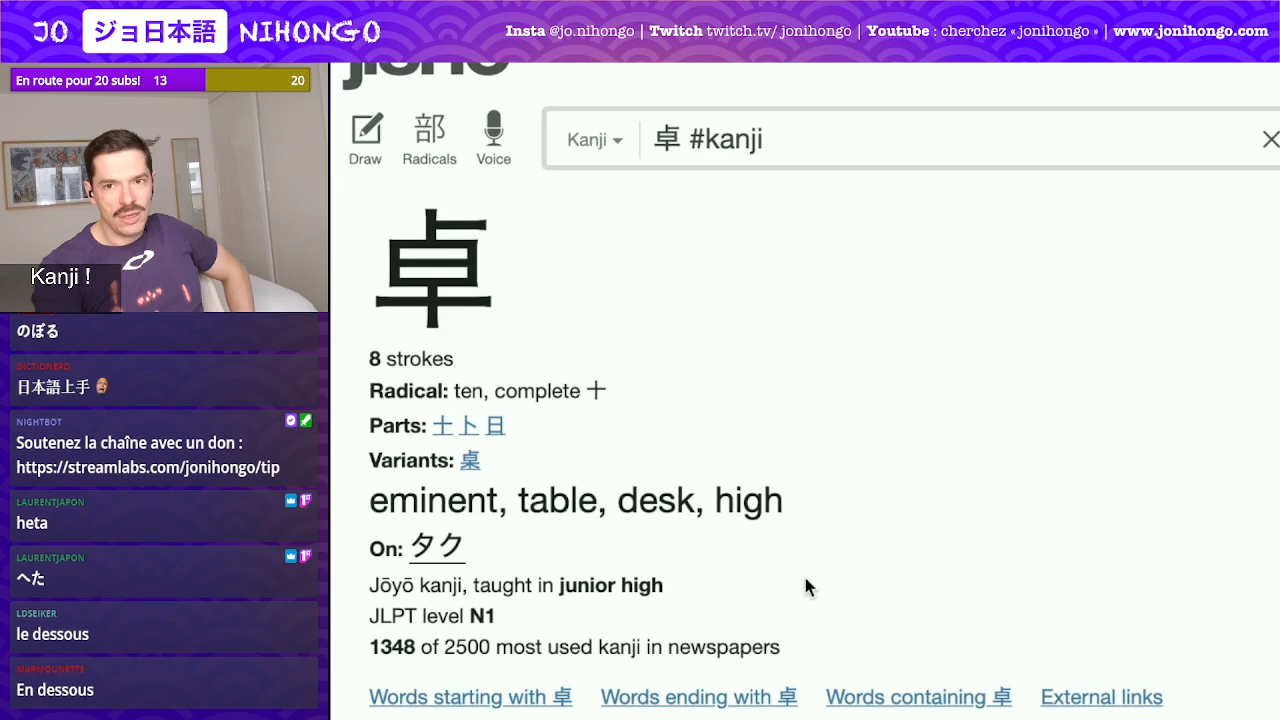 JO ジョ日本語 NIHONGO
Insta @jo.nihongo | Twitch twitch.tv/jonihongo | Youtube : cherchez « jonihongo » | www.jonihongo.com
En route pour 20 subs! 13 20
Kanji !
のぼる
DICTIONERD
日本語上手
NIGHTBOT
Soutenez la chaîne avec un don :
https://streamlabs.com/jonihongo/tip
LAURENTJAPON
heta
LAURENTJAPON
へた
LDSEIKER
le dessous
MARMOUNETTE
En dessous
Draw
部 Radicals
Voice
Kanji 卓 #kanji
卓
8 strokes
Radical: ten, complete 十
Parts: 土 卜 日
Variants: 桌
eminent, table, desk, high
On: タク
Jōyō kanji, taught in junior high
JLPT level N1
1348 of 2500 most used kanji in newspapers
Words starting with 卓 Words ending with 卓 Words containing 卓 External links